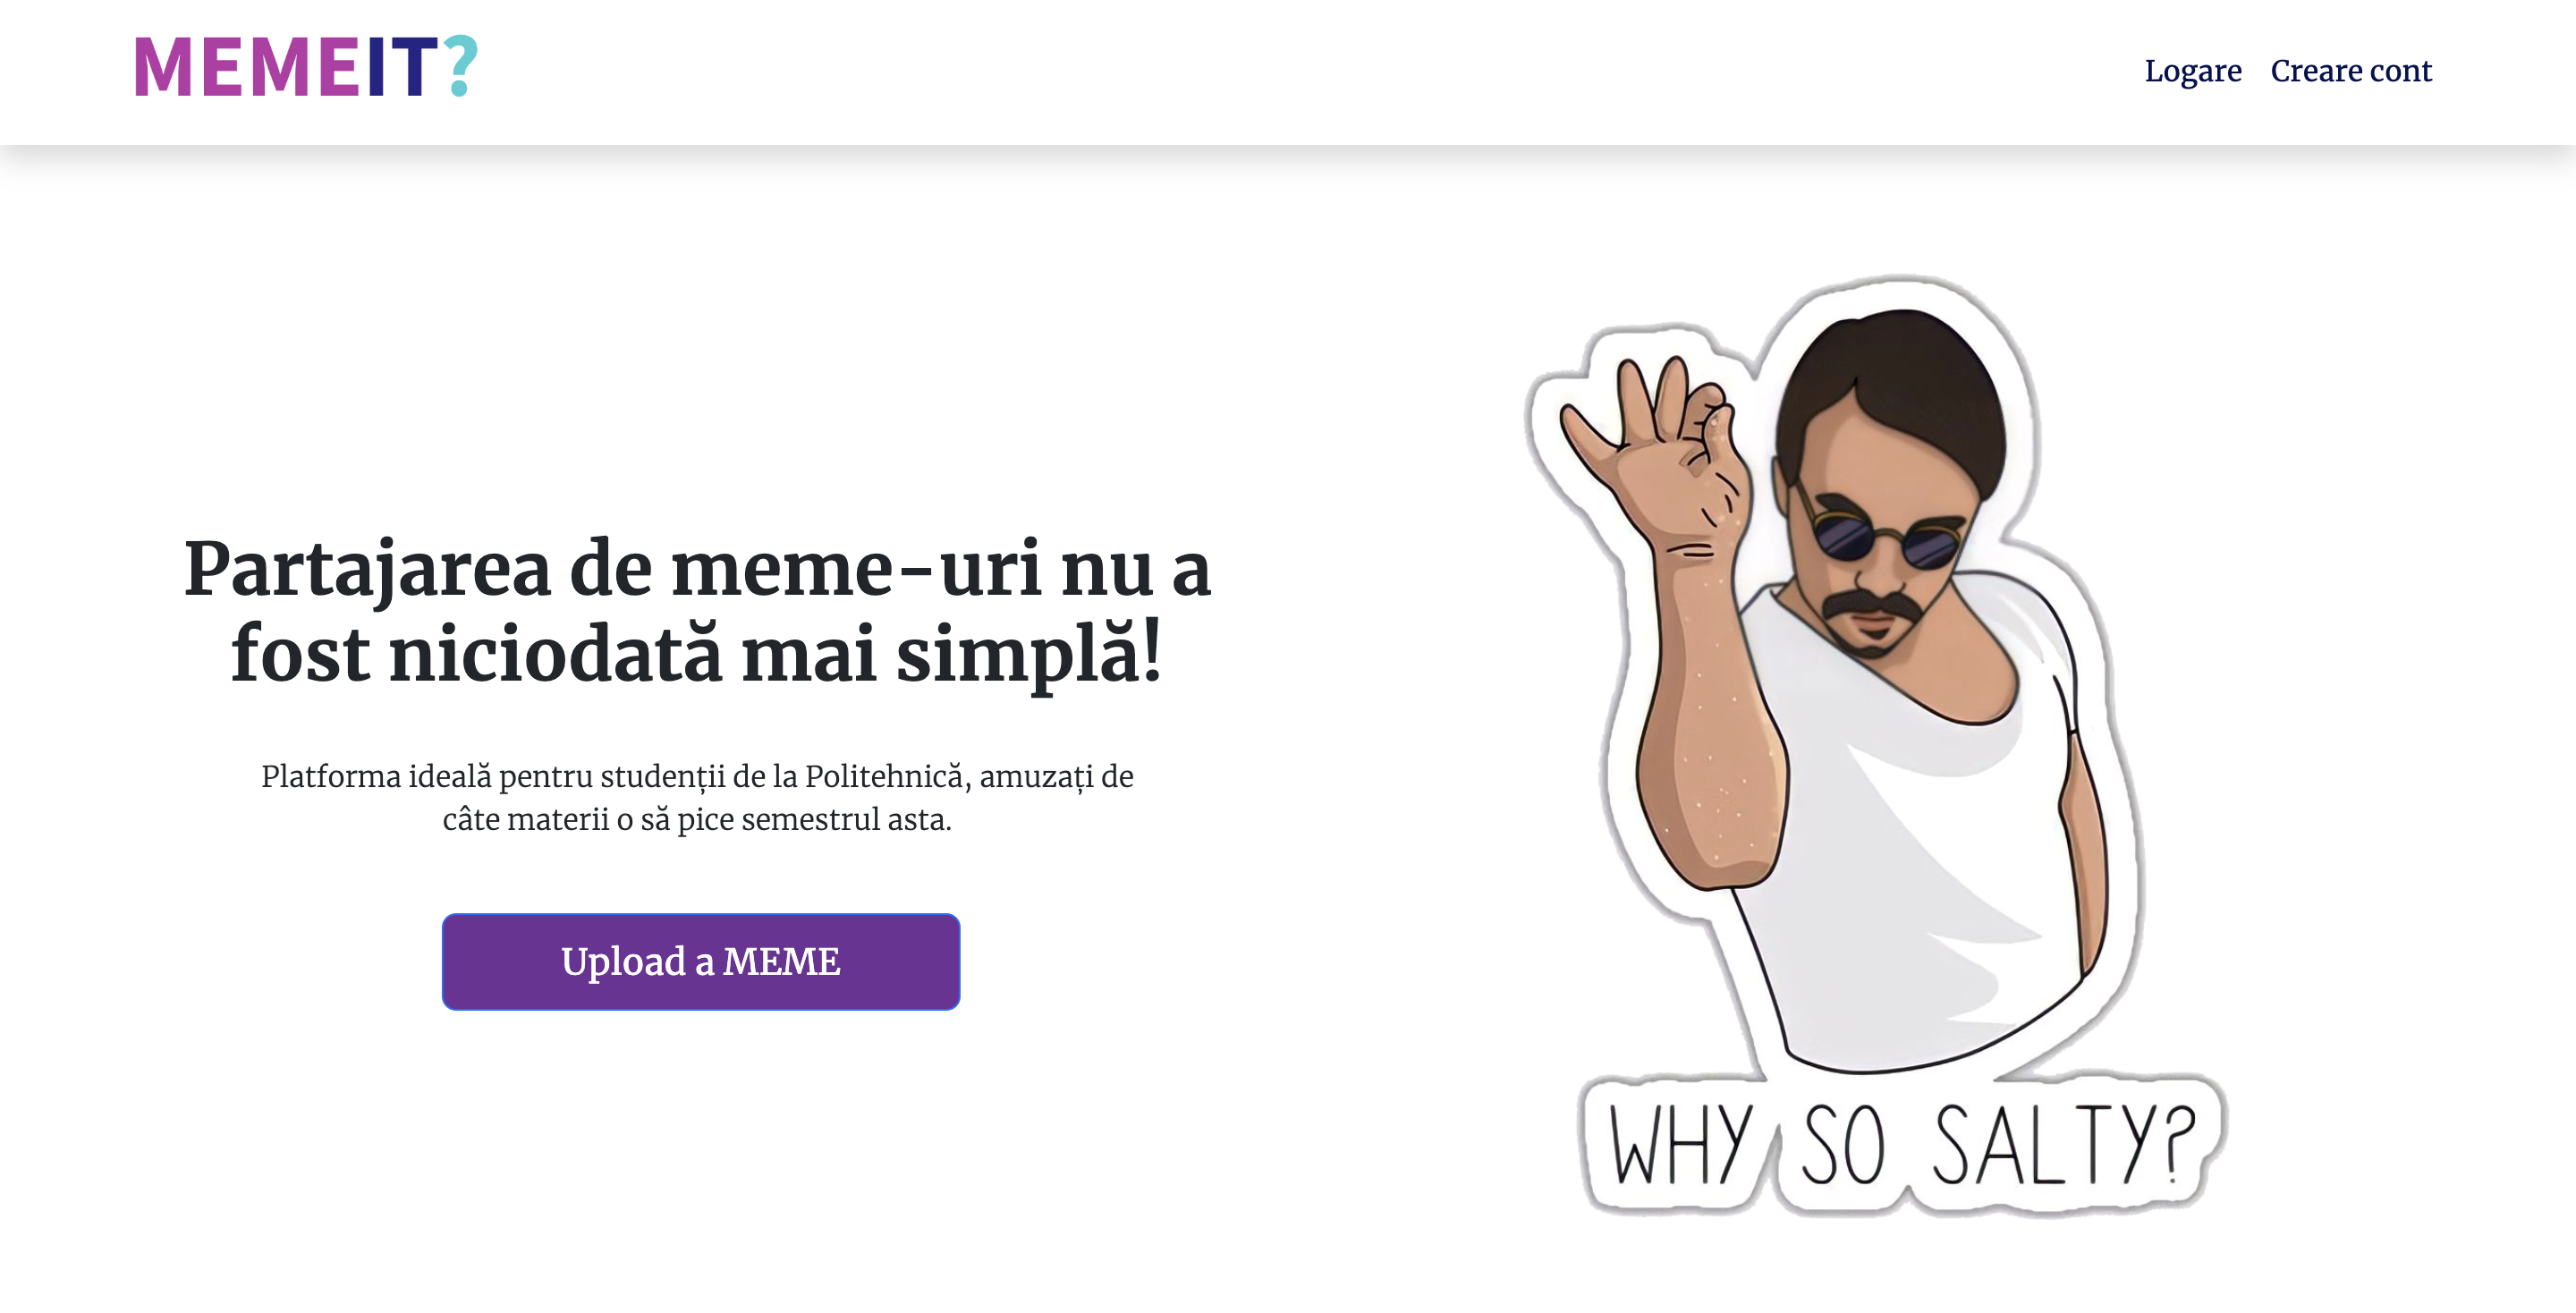 MEMEIT?
Logare Creare cont
Partajarea de meme-uri nu a
fost niciodată mai simplă!
Platforma ideală pentru studenții de la Politehnică, amuzați de
câte materii o să pice semestrul asta.
Upload a MEME
WHY SO SALTY?